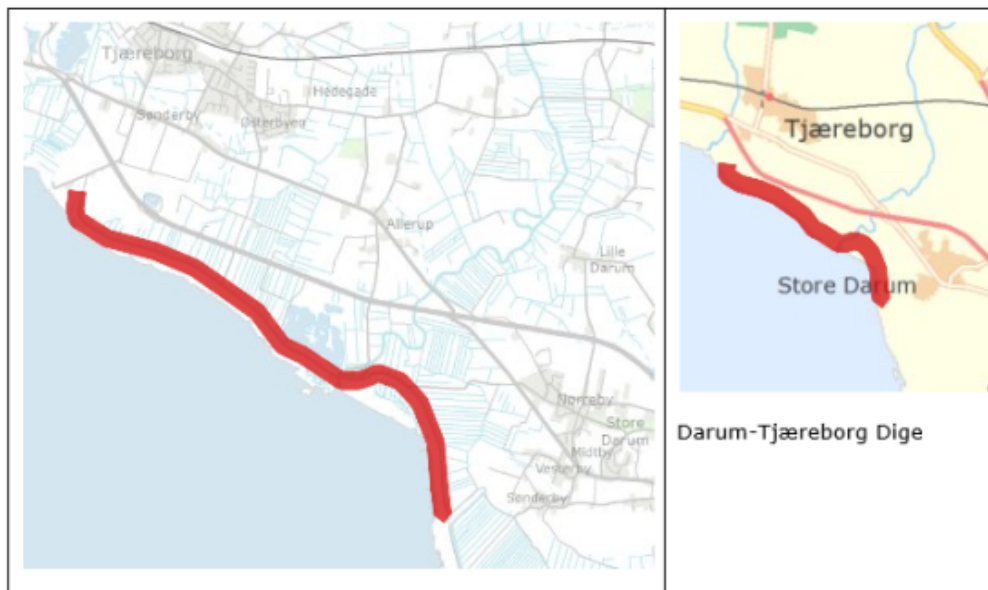 Tjæreborg
Hedegade
Sønderby
Østerbyen
Allerup
Lille
Darum
Nørreby
Store
Darum
Midtby
Vesterby
Sønderby
Tjæreborg
Store Darum
Darum-Tjæreborg Dige